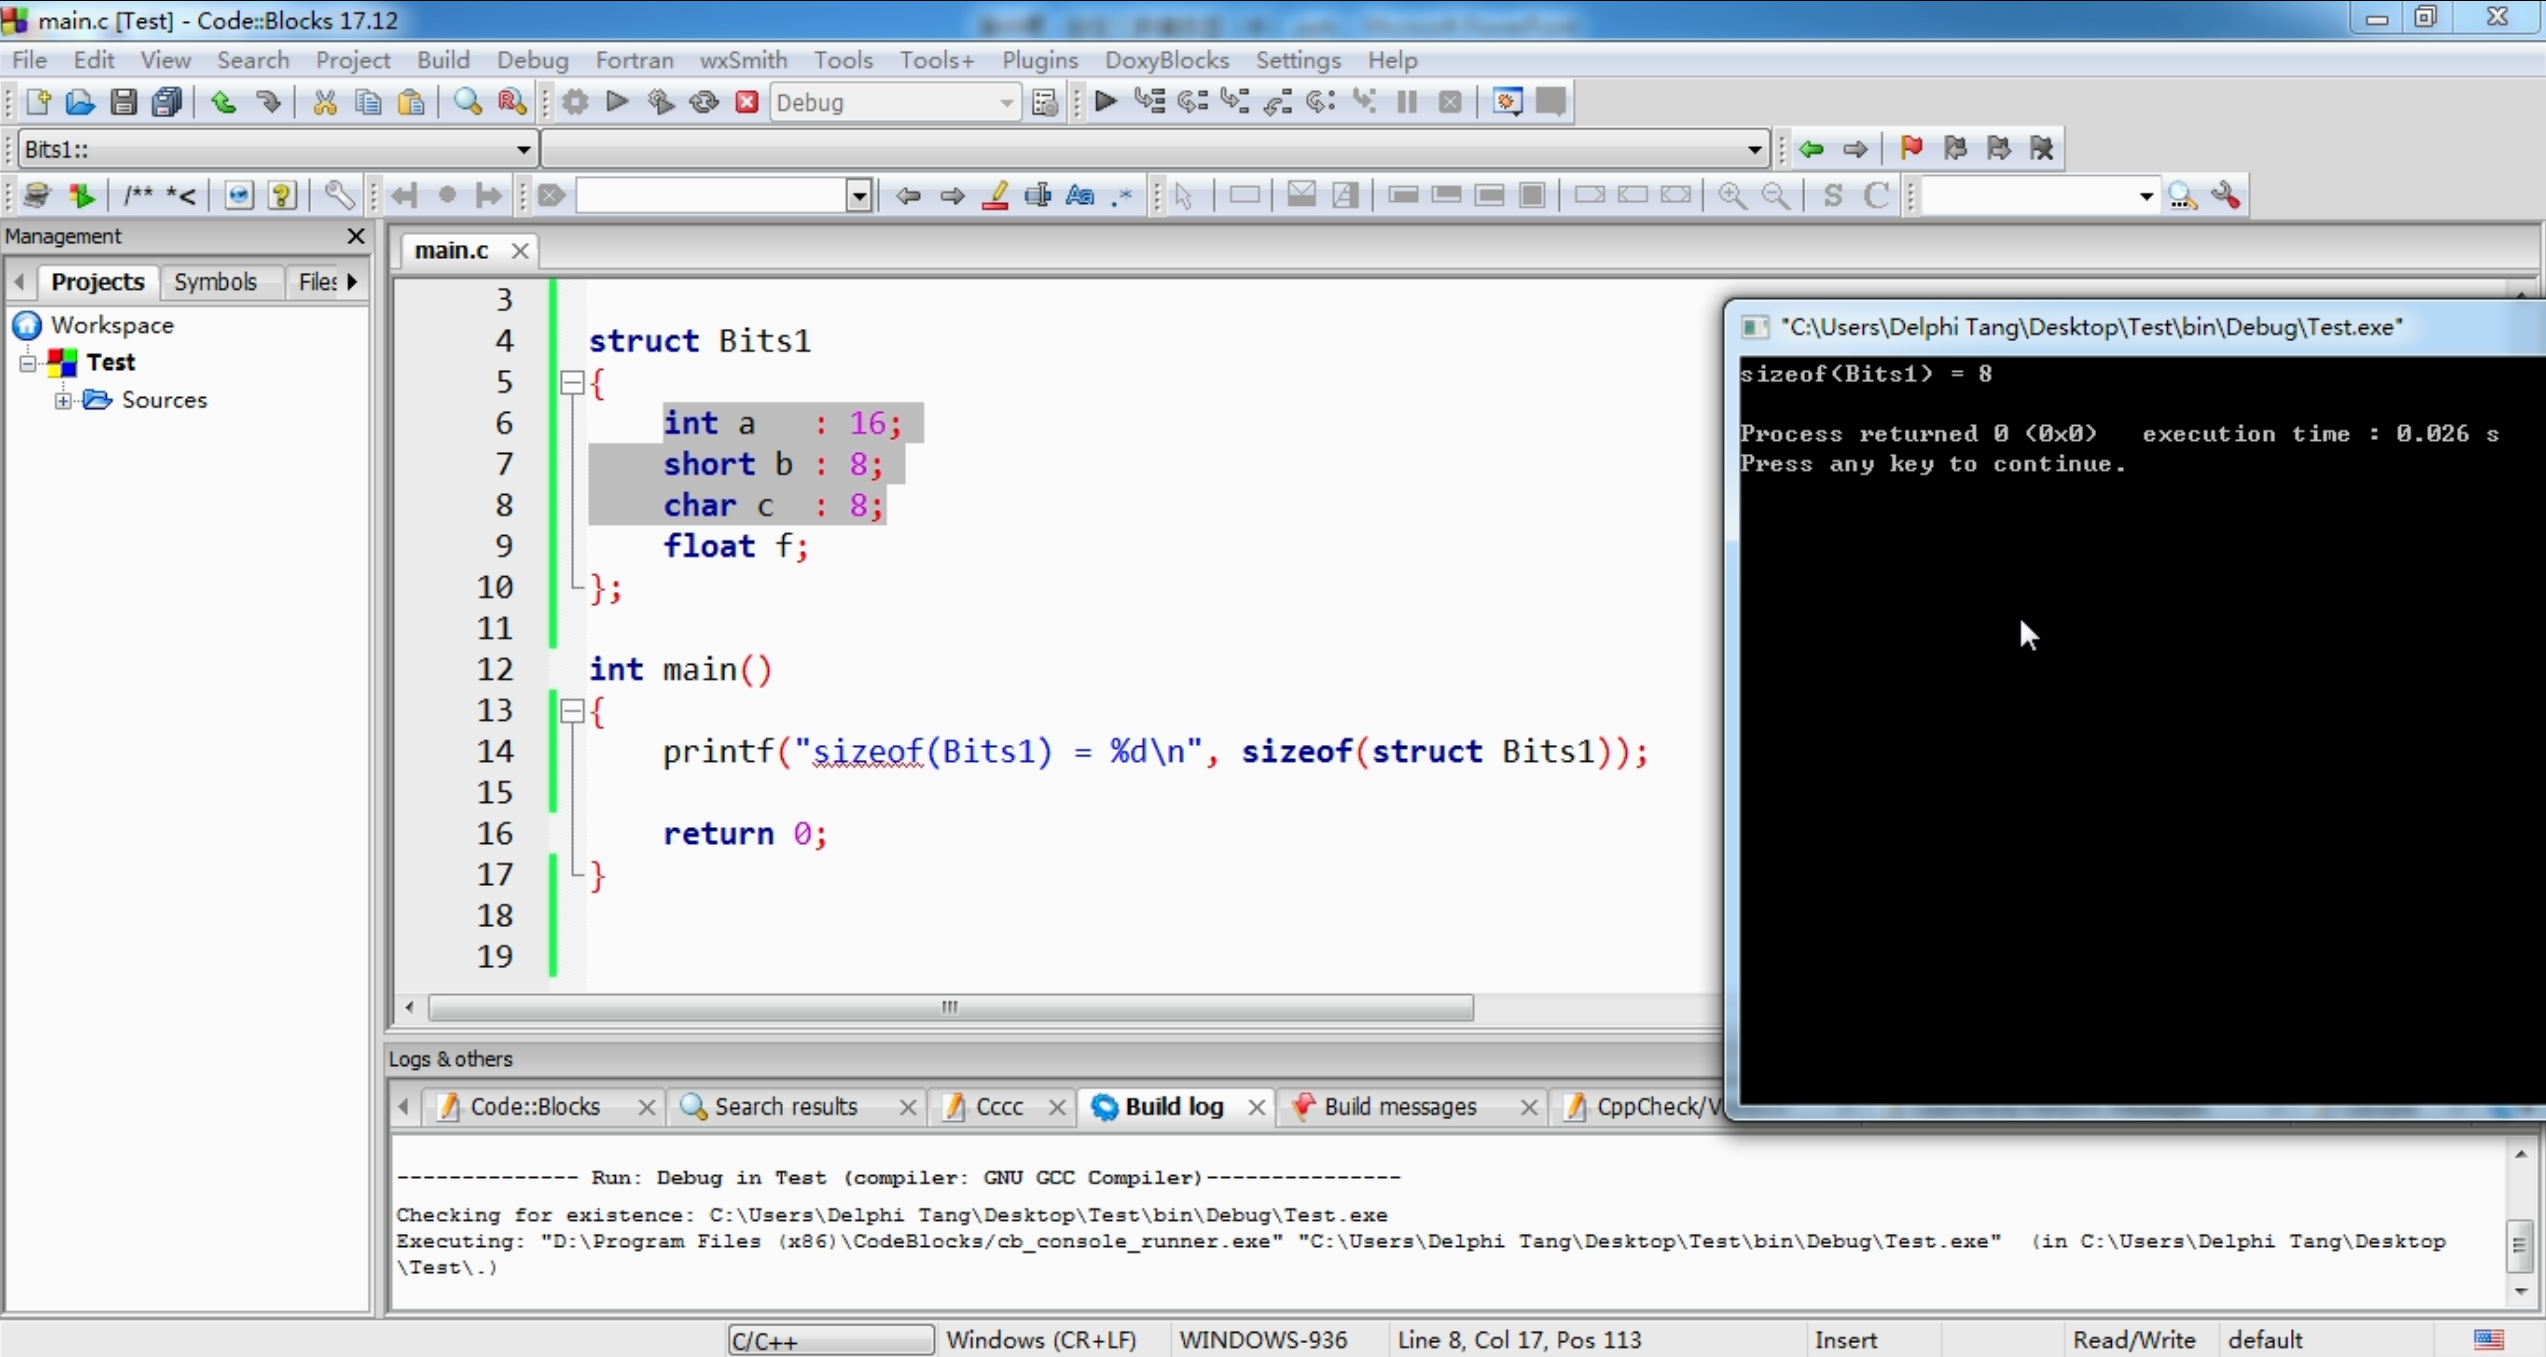 main.c [Test] - Code::Blocks 17.12
File Edit View Search Project Build Debug Fortran wxSmith Tools Tools+ Plugins DoxyBlocks Settings Help
Debug
Bits1::
/** *<
S C
Management
main.c
Projects Symbols Files
Workspace
Test
Sources
3
4 struct Bits1
5 {
6 int a : 16;
7 short b : 8;
8 char c : 8;
9 float f;
10 };
11
12 int main()
13 {
14 printf("sizeof(Bits1) = %d\n", sizeof(struct Bits1));
15
16 return 0;
17 }
18
19
"C:\Users\Delphi Tang\Desktop\Test\bin\Debug\Test.exe"
sizeof(Bits1) = 8
Process returned 0 (0x0) execution time : 0.026 s
Press any key to continue.
Logs & others
Code::Blocks Search results Cccc Build log Build messages CppCheck/V
-------------- Run: Debug in Test (compiler: GNU GCC Compiler)---------------
Checking for existence: C:\Users\Delphi Tang\Desktop\Test\bin\Debug\Test.exe
Executing: "D:\Program Files (x86)\CodeBlocks/cb_console_runner.exe" "C:\Users\Delphi Tang\Desktop\Test\bin\Debug\Test.exe" (in C:\Users\Delphi Tang\Desktop
\Test\.)
C/C++ Windows (CR+LF) WINDOWS-936 Line 8, Col 17, Pos 113 Insert Read/Write default